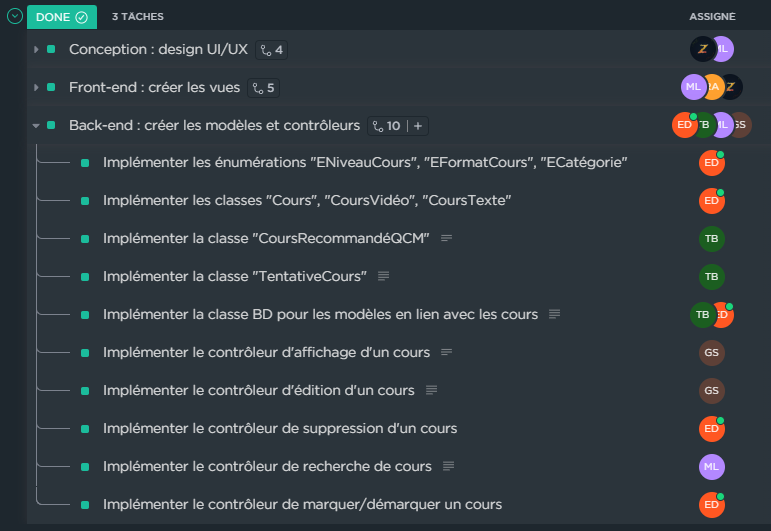 DONE 3 TÂCHES ASSIGNÉ
Conception : design UI/UX 4 Z ML
Front-end : créer les vues 5 ML RA Z
Back-end : créer les modèles et contrôleurs 10 + ED TB ML GS
Implémenter les énumérations "ENiveauCours", "EFormatCours", "ECatégorie" ED
Implémenter les classes "Cours", "CoursVidéo", "CoursTexte" ED
Implémenter la classe "CoursRecommandéQCM" TB
Implémenter la classe "TentativeCours" TB
Implémenter la classe BD pour les modèles en lien avec les cours TB ED
Implémenter le contrôleur d'affichage d'un cours GS
Implémenter le contrôleur d'édition d'un cours GS
Implémenter le contrôleur de suppression d'un cours ED
Implémenter le contrôleur de recherche de cours ML
Implémenter le contrôleur de marquer/démarquer un cours ED